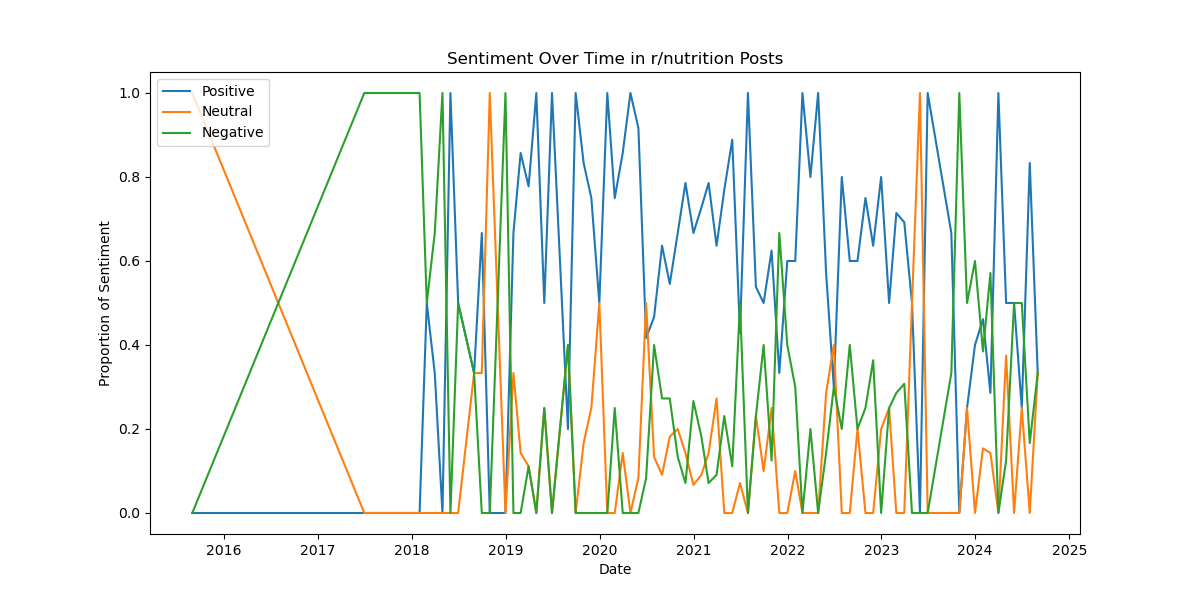 Sentiment Over Time in r/nutrition Posts
Positive
Neutral
Negative
Proportion of Sentiment
1.0
0.8
0.6
0.4
0.2
0.0
2016 2017 2018 2019 2020 2021 2022 2023 2024 2025
Date